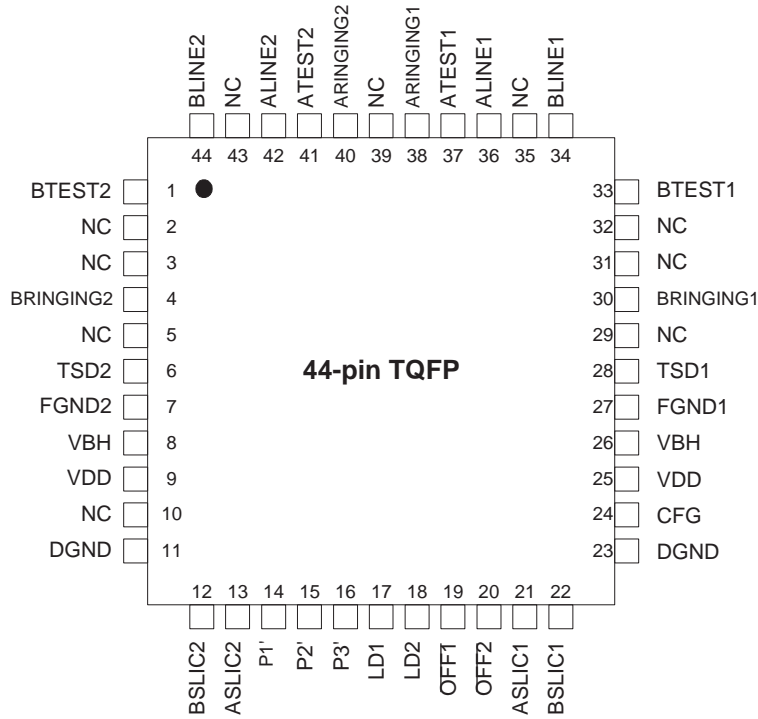 BLINE2 NC ALINE2 ATEST2 ARINGING2 NC ARINGING1 ATEST1 ALINE1 NC BLINE1
44 43 42 41 40 39 38 37 36 35 34
BTEST2 1 33 BTEST1
NC 2 32 NC
NC 3 31 NC
BRINGING2 4 30 BRINGING1
NC 5 29 NC
TSD2 6 44-pin TQFP 28 TSD1
FGND2 7 27 FGND1
VBH 8 26 VBH
VDD 9 25 VDD
NC 10 24 CFG
DGND 11 23 DGND
12 13 14 15 16 17 18 19 20 21 22
BSLIC2 ASLIC2 P1' P2' P3' LD1 LD2 OFF1 OFF2 ASLIC1 BSLIC1